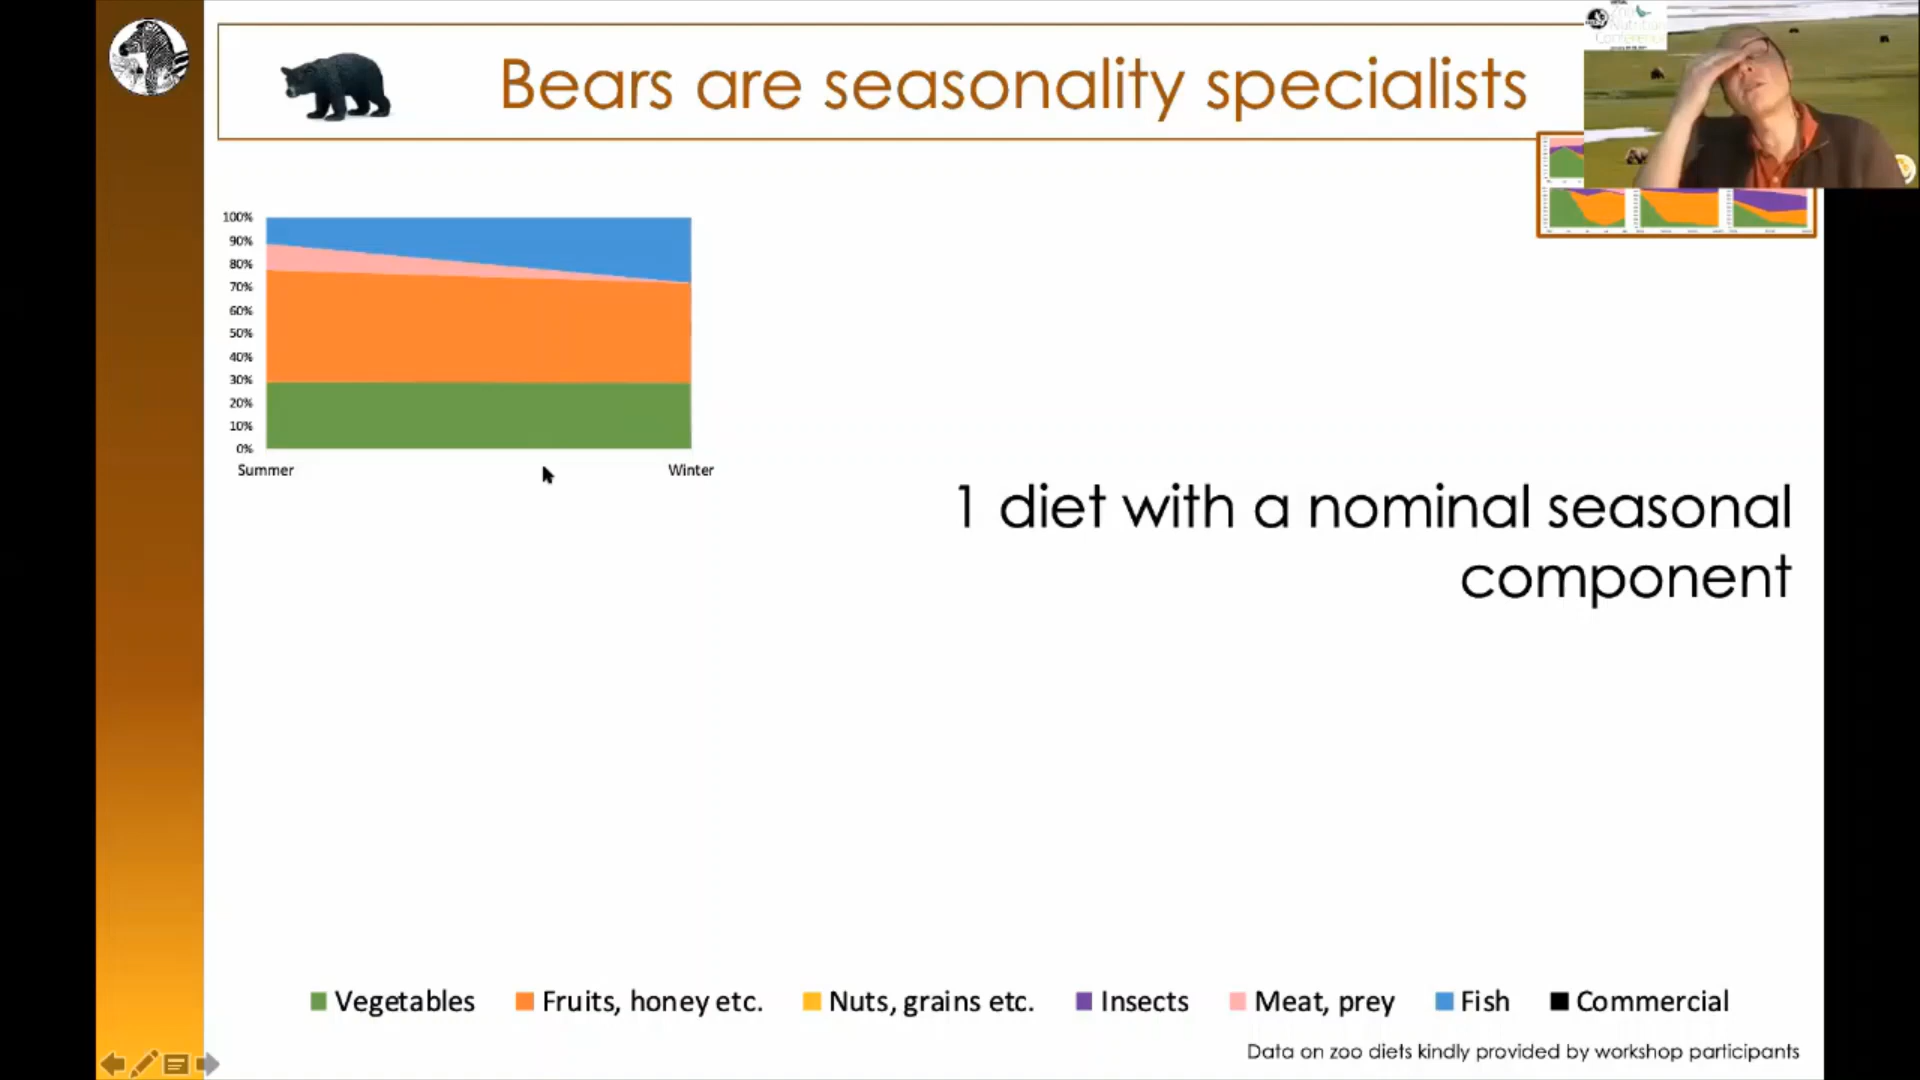 Bears are seasonality specialists
100%
90%
80%
70%
60%
50%
40%
30%
20%
10%
0%
Summer
Winter
1 diet with a nominal seasonal
component
Vegetables
Fruits, honey etc.
Nuts, grains etc.
Insects
Meat, prey
Fish
Commercial
Data on zoo diets kindly provided by workshop participants